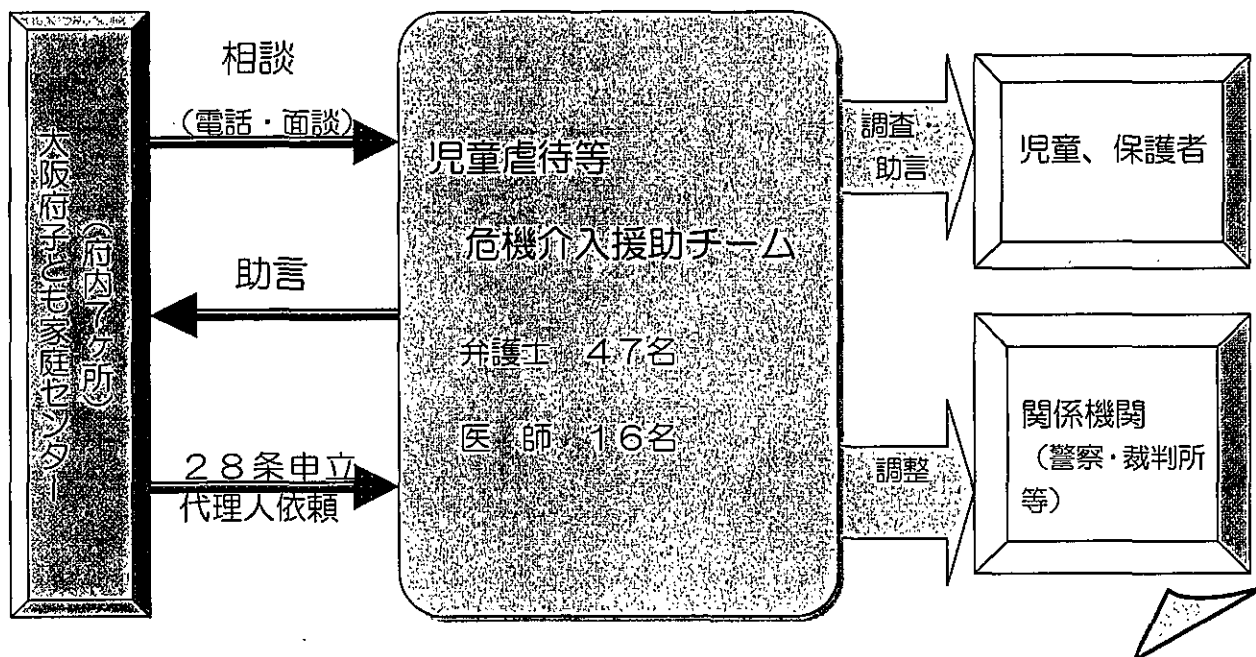 大阪府子ども家庭センター
（府内７ヶ所）
相談
（電話・面談）
助言
２８条申立
代理人依頼
児童虐待等
危機介入援助チーム
弁護士　４７名
医　師　１６名
調査・
助言
児童、保護者
調整
関係機関
（警察・裁判所
等）